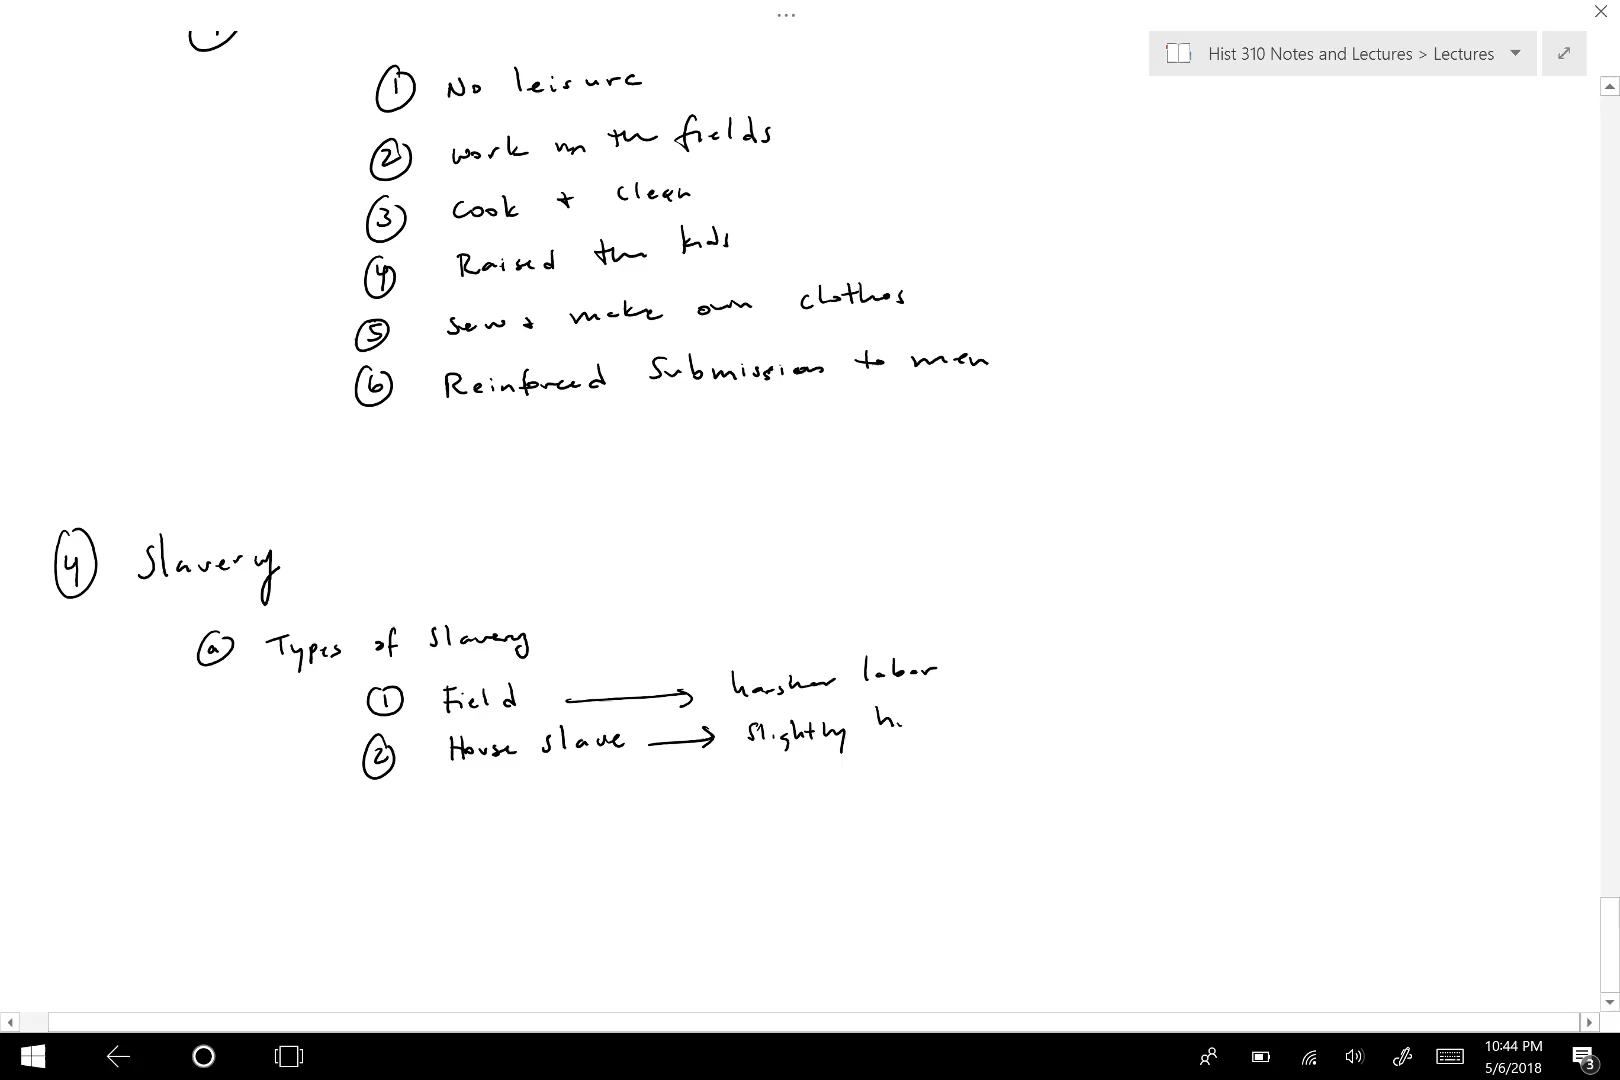 ...
Hist 310 Notes and Lectures > Lectures
① No leisure
② work in the fields
③ cook + clean
④ Raised the kids
⑤ sew + make own clothes
⑥ Reinforced submission to men
④ Slavery
ⓐ Types of slavery
① Field → harsher labor
② House slave → slightly h
10:44 PM
5/6/2018
3